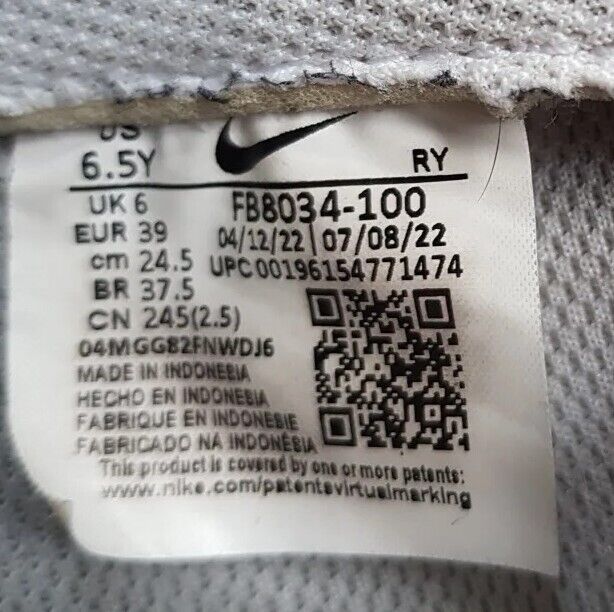 US
6.5Y RY
UK 6 FB8034-100
EUR 39 04/12/22 07/08/22
cm 24.5 UPC 00196154771474
BR 37.5
CN 245(2.5)
04MGG82FNWDJ6
MADE IN INDONESIA
HECHO EN INDONESIA
FABRIQUE EN INDONESIE
FABRICADO NA INDONÉSIA
This product is covered by one or more patents:
www.nike.com/patentsvirtualmarking